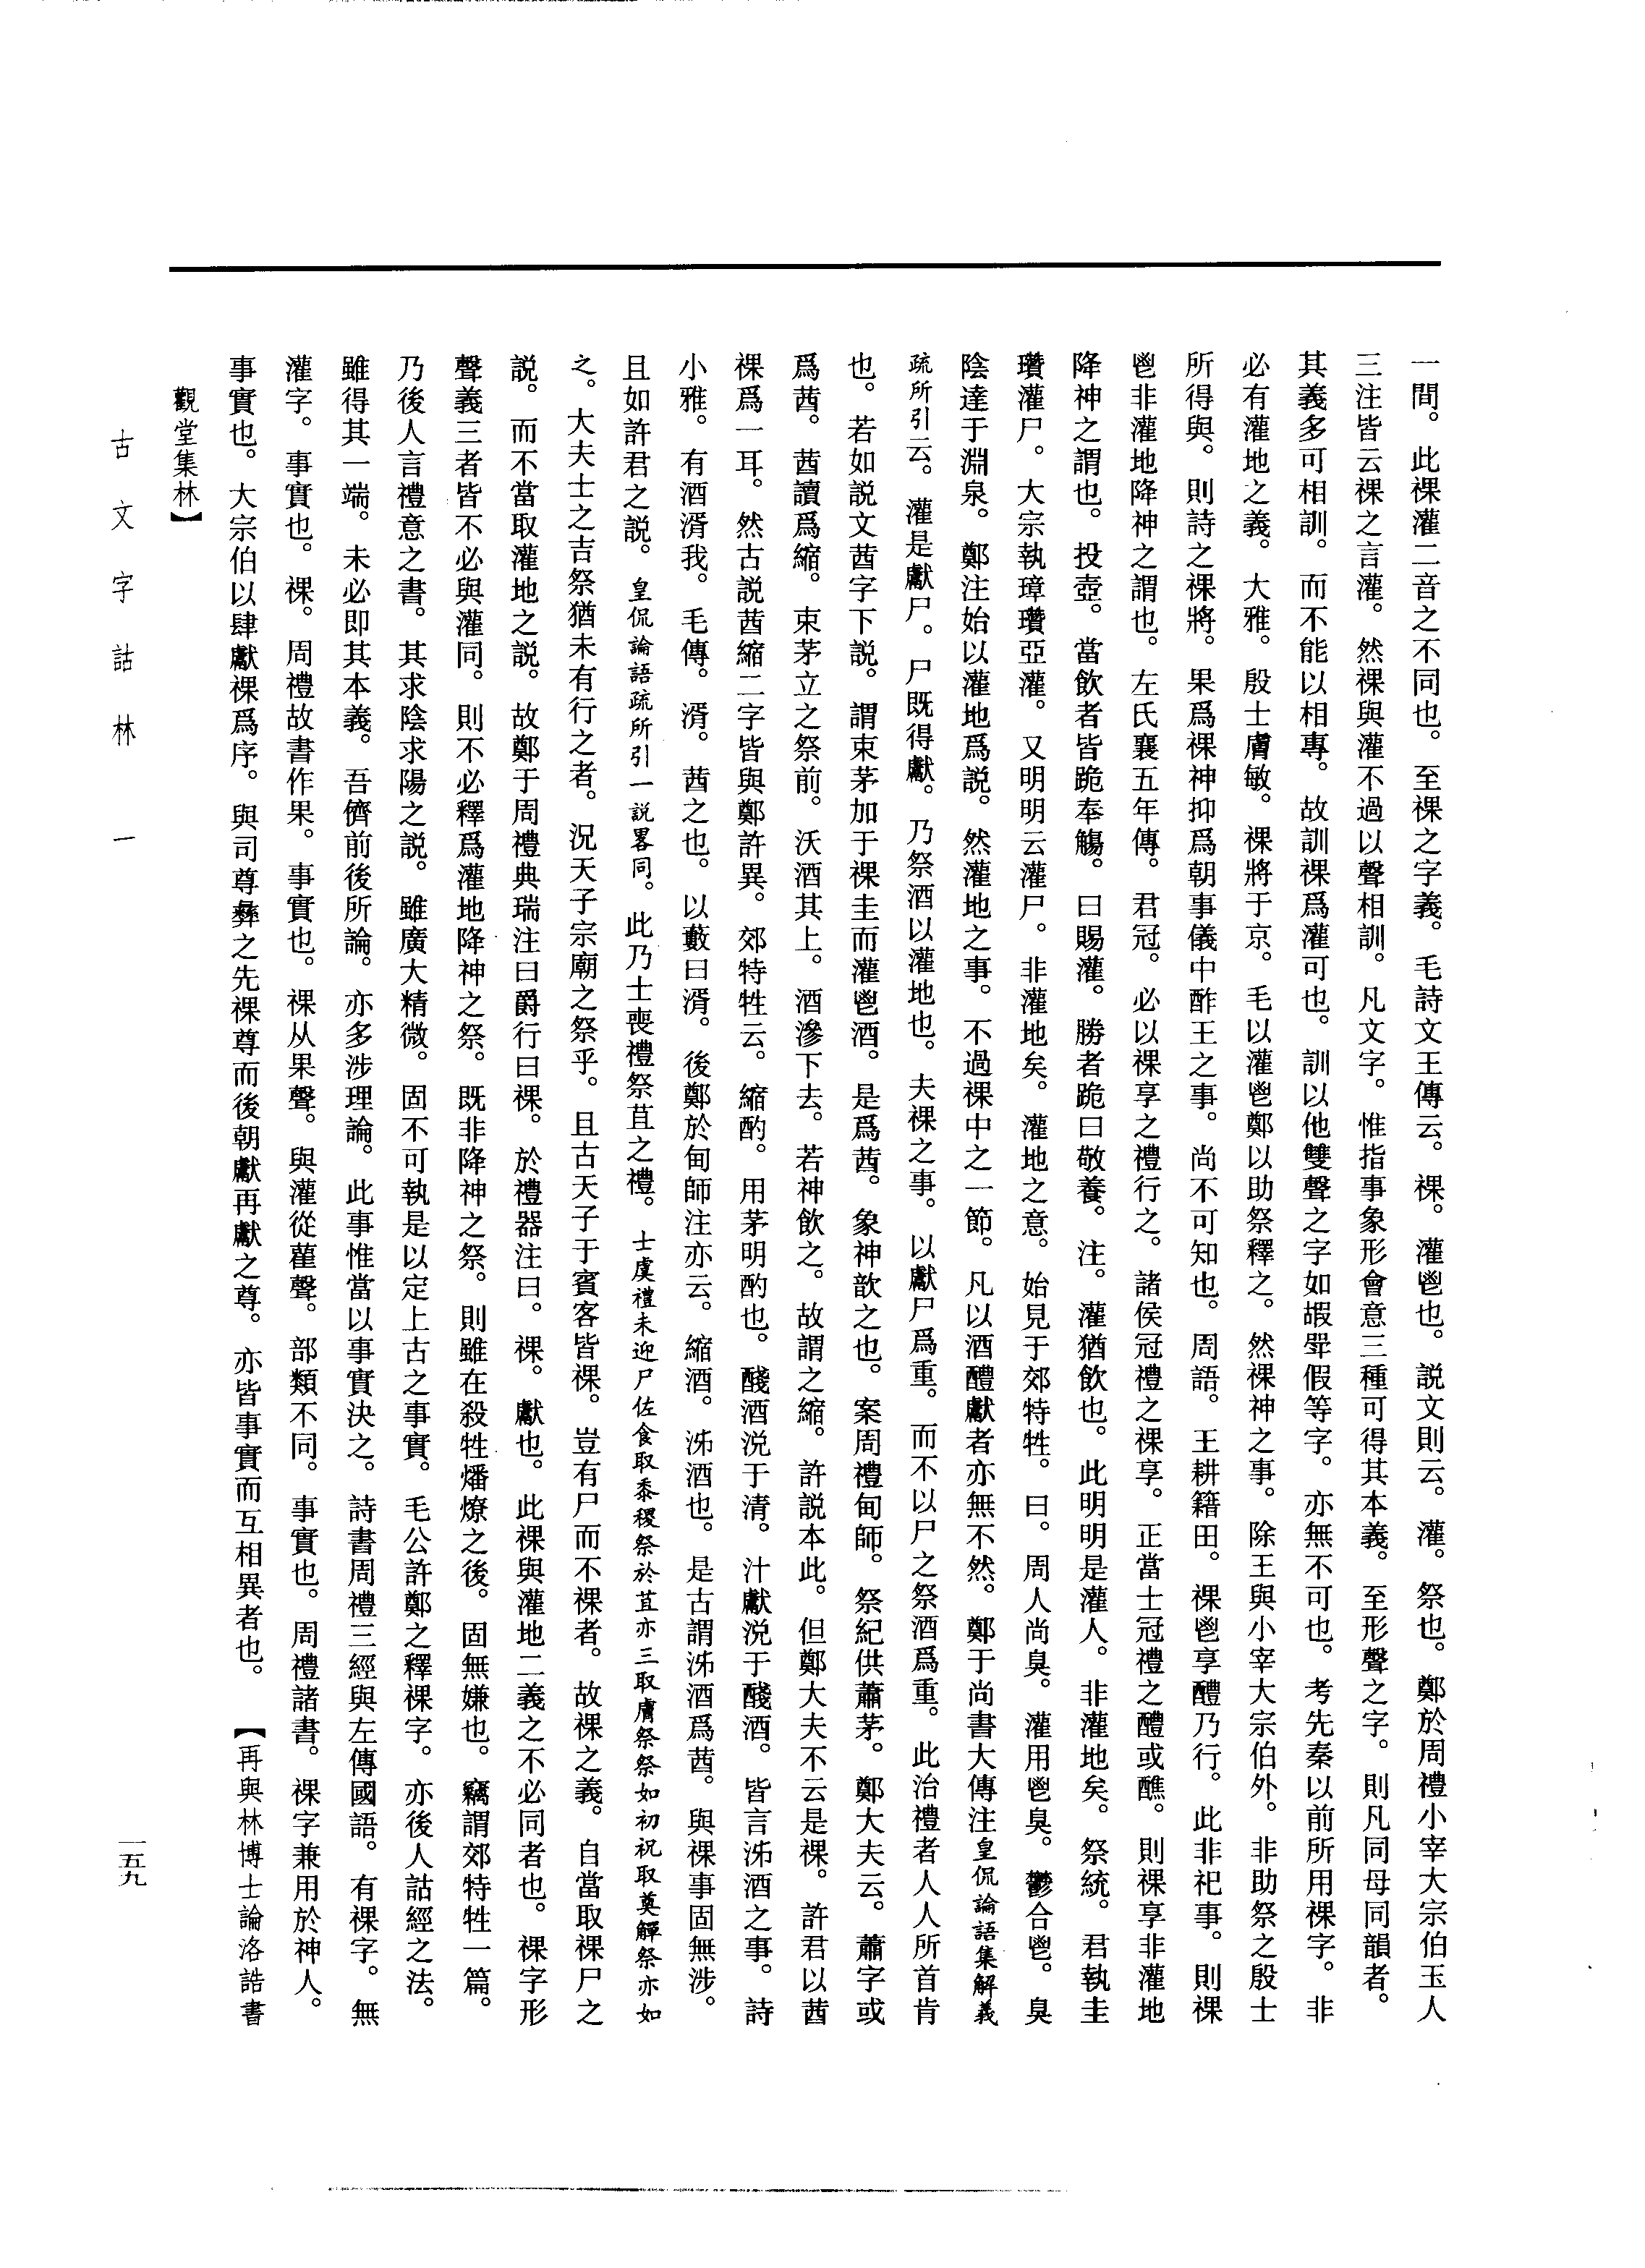 一間。此祼灌二音之不同也。至祼之字義。毛詩文王傳云。祼。灌鬯也。説文則云。灌。祭也。鄭於周禮小宰大宗伯玉人
三注皆云祼之言灌。然祼與灌不過以聲相訓。凡文字。惟指事象形會意三種可得其本義。至形聲之字。則凡同母同韻者。
其義多可相訓。而不能以相專。故訓祼爲灌可也。訓以他雙聲之字如嘏斝假等字。亦無不可也。考先秦以前所用祼字。非
必有灌地之義。大雅。殷士膚敏。祼將于京。毛以灌鬯鄭以助祭釋之。然祼神之事。除王與小宰大宗伯外。非助祭之殷士
所得與。則詩之祼將。果爲祼神抑爲朝事儀中酢王之事。尚不可知也。周語。王耕籍田。祼鬯享醴乃行。此非祀事。則祼
鬯非灌地降神之謂也。左氏襄五年傳。君冠。必以祼享之禮行之。諸侯冠禮之祼享。正當士冠禮之醴或醮。則祼享非灌地
降神之謂也。投壺。當飲者皆跪奉觴。曰賜灌。勝者跪曰敬養。注。灌猶飲也。此明明是灌人。非灌地矣。祭統。君執圭
瓚灌尸。大宗執璋瓚亞灌。又明明云灌尸。非灌地矣。灌地之意。始見于郊特牲。曰。周人尚臭。灌用鬯臭。鬱合鬯。臭
陰達于淵泉。鄭注始以灌地爲説。然灌地之事。不過祼中之一節。凡以酒醴獻者亦無不然。鄭于尚書大傳注皇侃論語集解義
疏所引云。灌是獻尸。尸既得獻。乃祭酒以灌地也。夫祼之事。以獻尸爲重。而不以尸之祭酒爲重。此治禮者人人所首肯
也。若如説文茜字下説。謂束茅加于祼圭而灌鬯酒。是爲茜。象神歆之也。案周禮甸師。祭祀供蕭茅。鄭大夫云。蕭字或
爲茜。茜讀爲縮。束茅立之祭前。沃酒其上。酒滲下去。若神飲之。故謂之縮。許説本此。但鄭大夫不云是祼。許君以茜
祼爲一耳。然古説茜縮二字皆與鄭許異。郊特牲云。縮酌。用茅明酌也。醆酒涗于清。汁獻涗于醆酒。皆言泲酒之事。詩
小雅。有酒湑我。毛傳。湑。茜之也。以藪曰湑。後鄭於甸師注亦云。縮酒。泲酒也。是古謂泲酒爲茜。與祼事固無涉。
且如許君之説。皇侃論語疏所引一説畧同。此乃士喪禮祭苴之禮。士虞禮未迎尸佐食取黍稷祭於苴亦三取膚祭祭如初祝取奠觶祭亦如
之。大夫士之吉祭猶未有行之者。況天子宗廟之祭乎。且古天子于賓客皆祼。豈有尸而不祼者。故祼之義。自當取祼尸之
説。而不當取灌地之説。故鄭于周禮典瑞注曰爵行曰祼。於禮器注曰。祼。獻也。此祼與灌地二義之不必同者也。祼字形
聲義三者皆不必與灌同。則不必釋爲灌地降神之祭。既非降神之祭。則雖在殺牲燔燎之後。固無嫌也。竊謂郊特牲一篇。
乃後人言禮意之書。其求陰求陽之説。雖廣大精微。固不可執是以定上古之事實。毛公許鄭之釋祼字。亦後人詁經之法。
雖得其一端。未必即其本義。吾儕前後所論。亦多涉理論。此事惟當以事實決之。詩書周禮三經與左傳國語。有祼字。無
灌字。事實也。祼。周禮故書作果。事實也。祼从果聲。與灌從雚聲。部類不同。事實也。周禮諸書。祼字兼用於神人。
事實也。大宗伯以肆獻祼爲序。與司尊彝之先祼尊而後朝獻再獻之尊。亦皆事實而互相異者也。　【再與林博士論洛誥書
觀堂集林】
古文字詁林　一
一五九